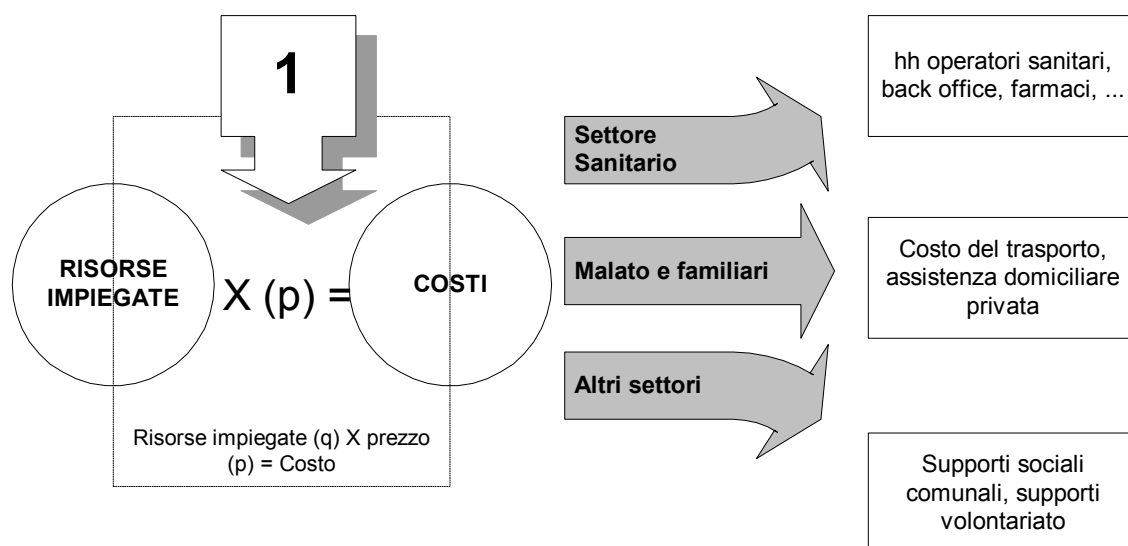 1
RISORSE
IMPIEGATE
X (p) =
COSTI
Risorse impiegate (q) X prezzo
(p) = Costo
Settore
Sanitario
Malato e familiari
Altri settori
hh operatori sanitari,
back office, farmaci, ...
Costo del trasporto,
assistenza domiciliare
privata
Supporti sociali
comunali, supporti
volontariato